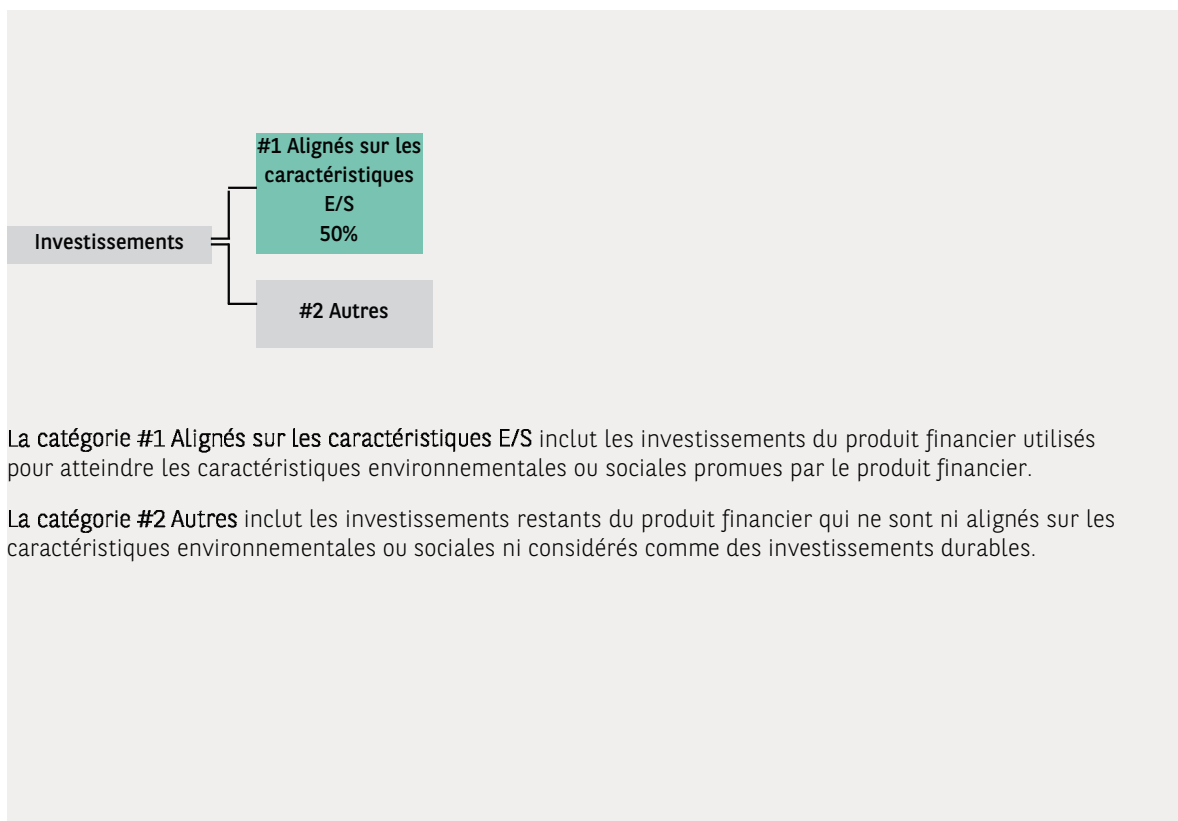 #1 Alignés sur les
caractéristiques
E/S
50%
Investissements
#2 Autres
La catégorie #1 Alignés sur les caractéristiques E/S inclut les investissements du produit financier utilisés
pour atteindre les caractéristiques environnementales ou sociales promues par le produit financier.
La catégorie #2 Autres inclut les investissements restants du produit financier qui ne sont ni alignés sur les
caractéristiques environnementales ou sociales ni considérés comme des investissements durables.